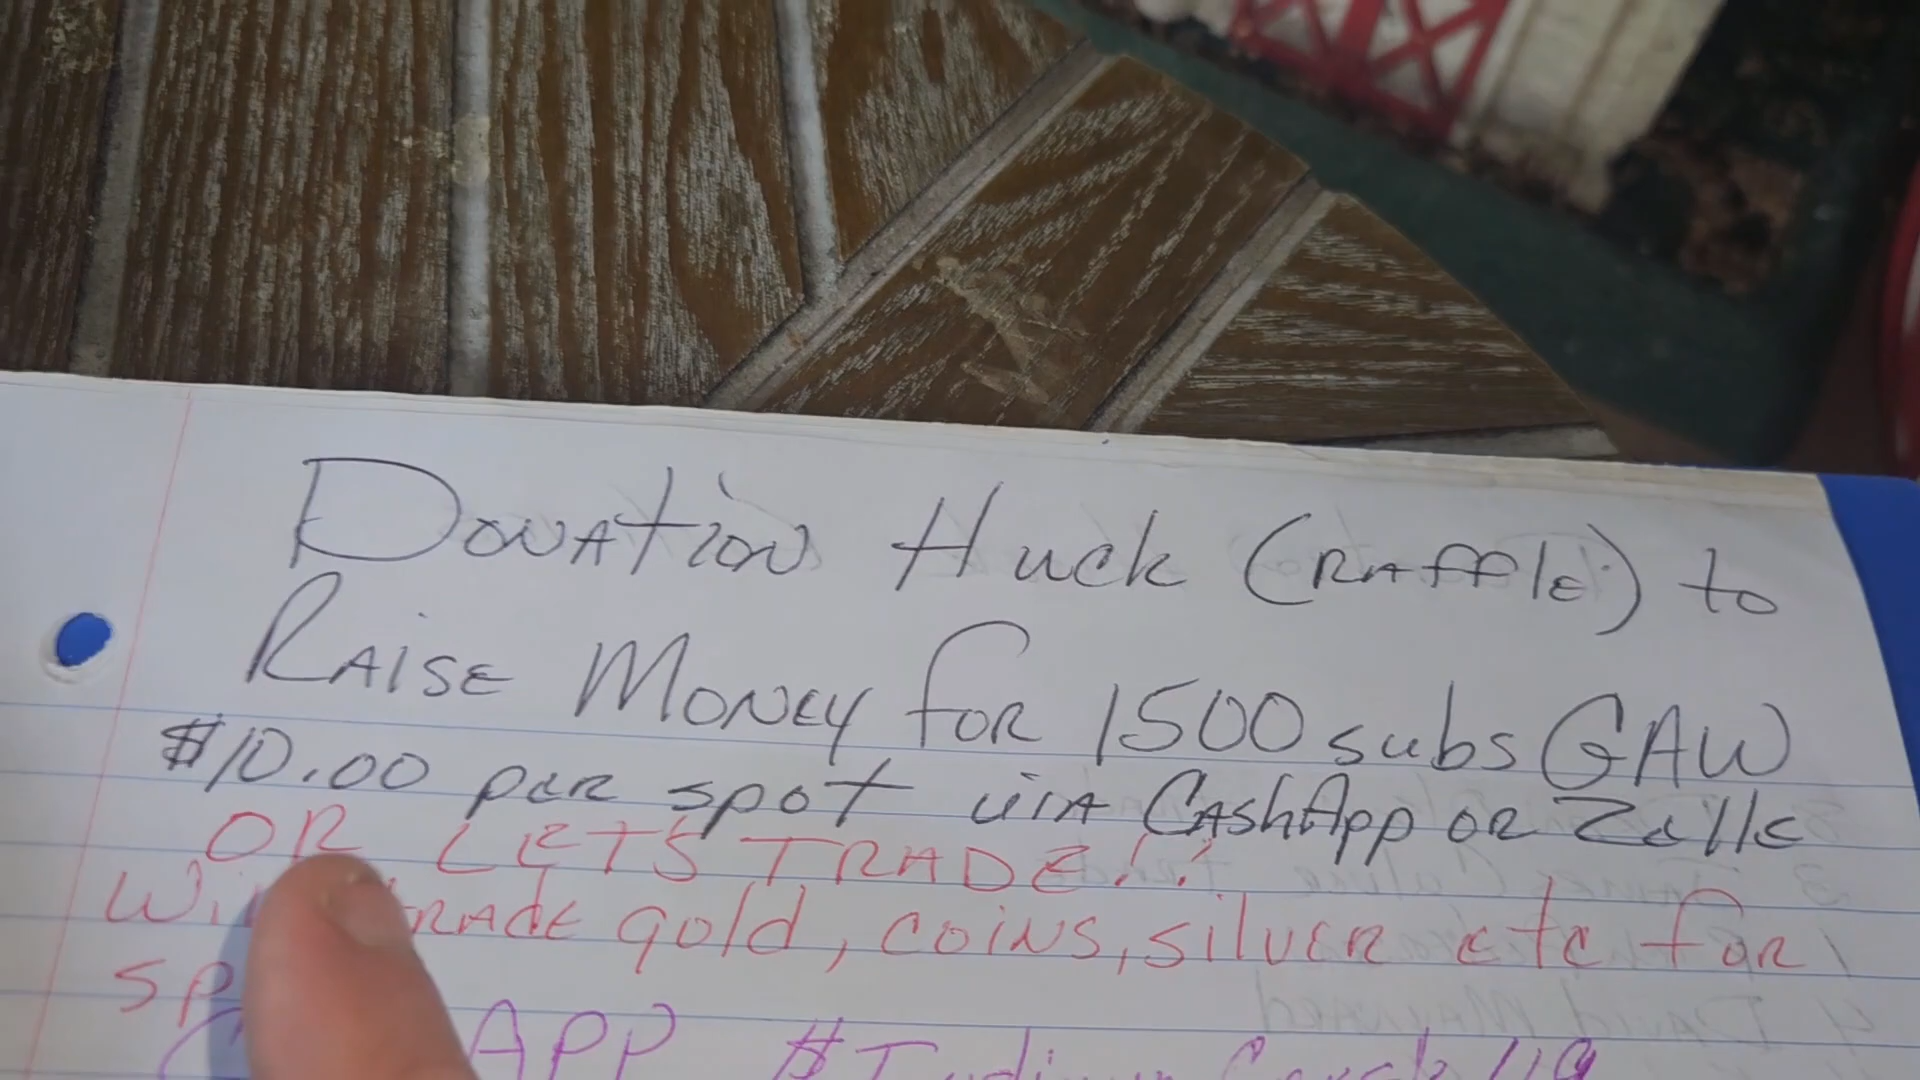 Donation Huck (Raffle) to
Raise Money for 1500 subs GAW
$10.00 per spot via CashApp or Zelle
OR LETS TRADE!!
trade gold, coins, silver etc for
APP